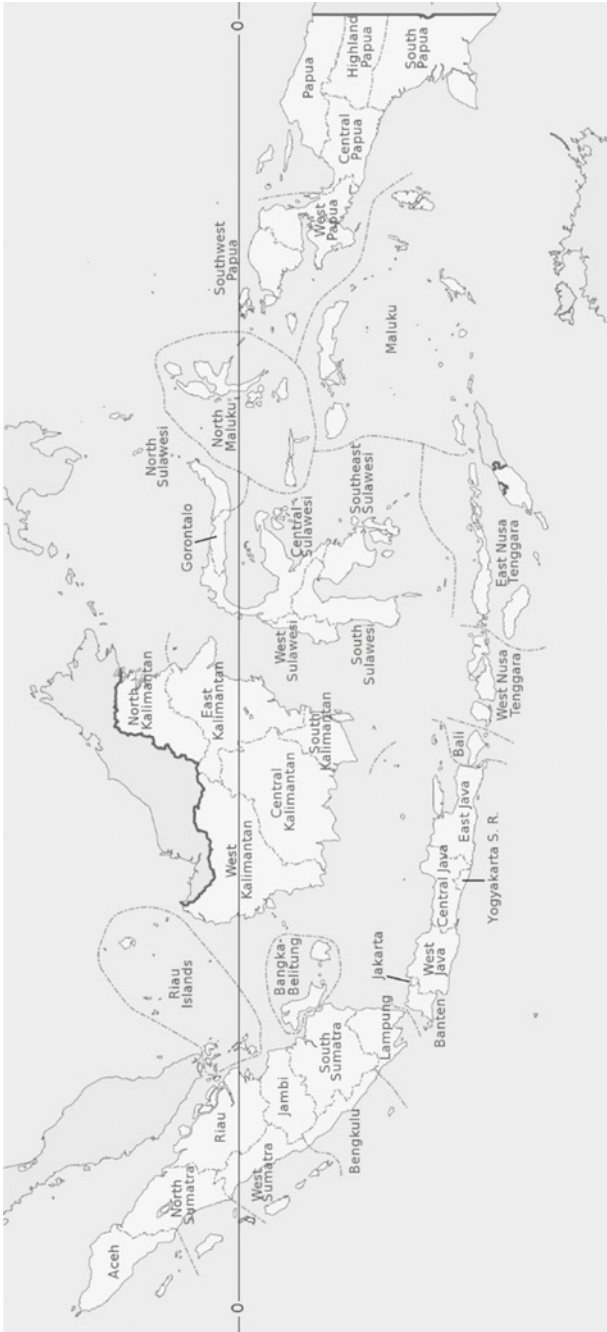 Aceh
North
Sumatra
Riau
West
Sumatra
Jambi
Bengkulu
South
Sumatra
Lampung
Riau
Islands
Bangka-
Belitung
Banten
Jakarta
West
Java
Central Java
Yogyakarta S. R.
East Java
Bali
West
Kalimantan
Central
Kalimantan
South
Kalimantan
East
Kalimantan
North
Kalimantan
West Nusa
Tenggara
East Nusa
Tenggara
West
Sulawesi
South
Sulawesi
Central
Sulawesi
Southeast
Sulawesi
Gorontalo
North
Sulawesi
North
Maluku
Maluku
Southwest
Papua
West
Papua
Central
Papua
Papua
Highland
Papua
South
Papua
0
0